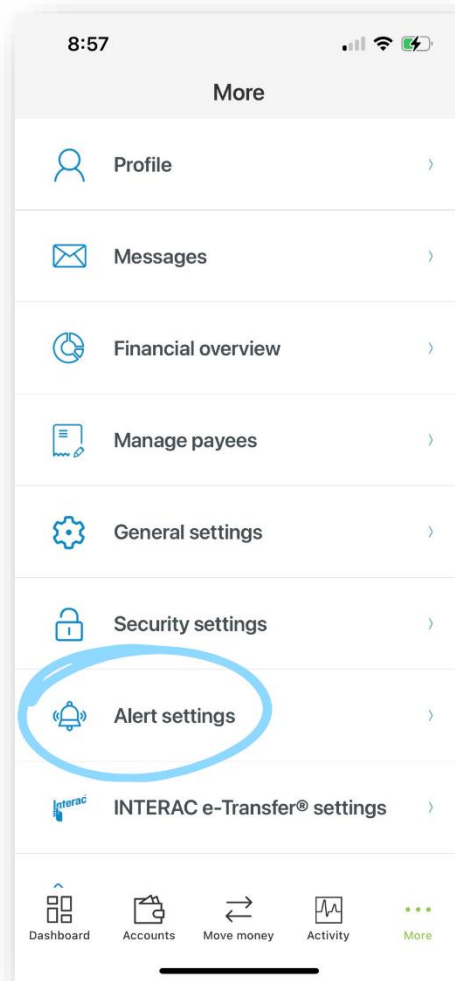 8:57
More
Profile
Messages
Financial overview
Manage payees
General settings
Security settings
Alert settings
Interac
INTERAC e-Transfer® settings
Dashboard Accounts Move money Activity More